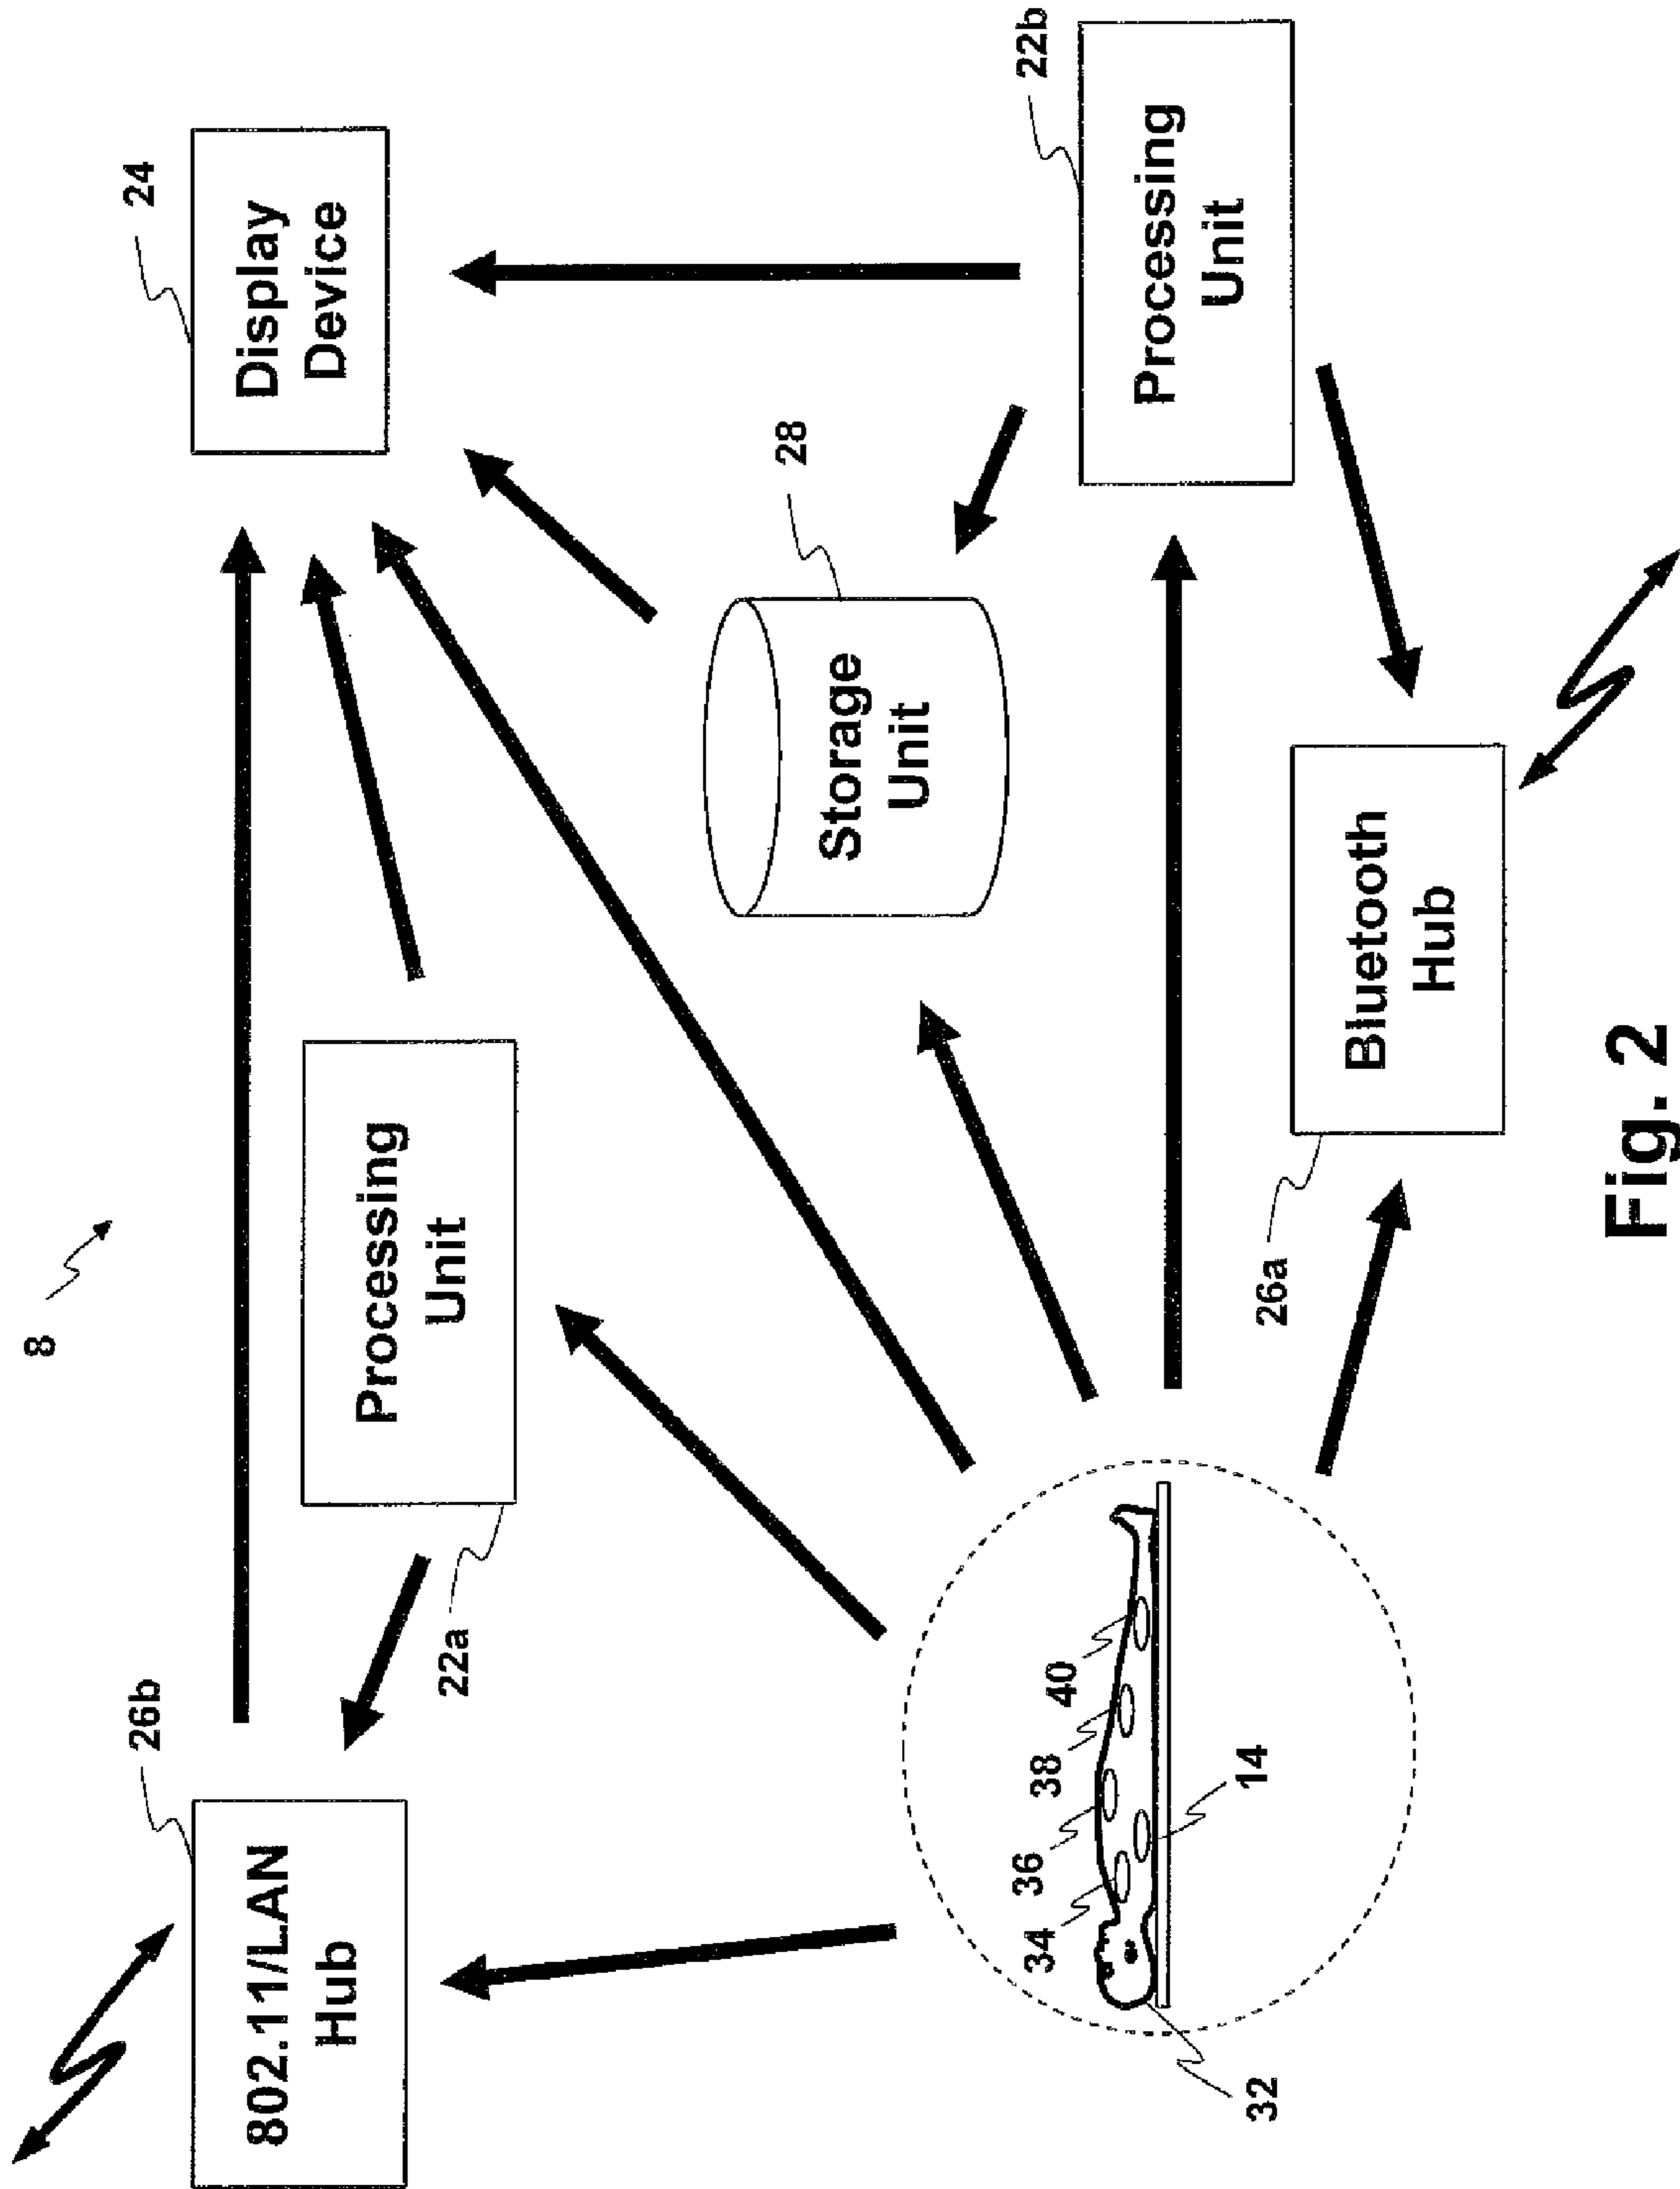 8
26b
802.11/LAN
Hub
22a
Processing
Unit
24
Display
Device
28
Storage
Unit
34
36
38
40
14
32
26a
Bluetooth
Hub
22b
Processing
Unit
Fig. 2